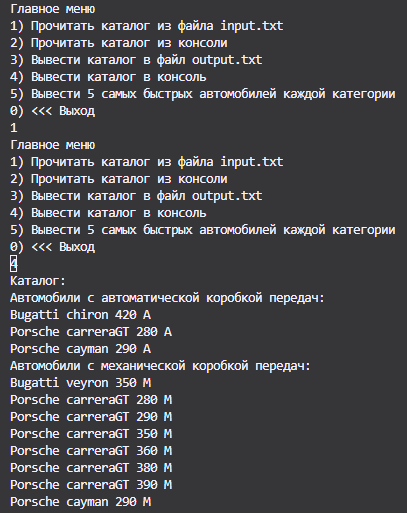 Главное меню
1) Прочитать каталог из файла input.txt
2) Прочитать каталог из консоли
3) Вывести каталог в файл output.txt
4) Вывести каталог в консоль
5) Вывести 5 самых быстрых автомобилей каждой категории
0) <<< Выход
1
Главное меню
1) Прочитать каталог из файла input.txt
2) Прочитать каталог из консоли
3) Вывести каталог в файл output.txt
4) Вывести каталог в консоль
5) Вывести 5 самых быстрых автомобилей каждой категории
0) <<< Выход
4
Каталог:
Автомобили с автоматической коробкой передач:
Bugatti chiron 420 A
Porsche carreraGT 280 A
Porsche cayman 290 A
Автомобили с механической коробкой передач:
Bugatti veyron 350 M
Porsche carreraGT 280 M
Porsche carreraGT 290 M
Porsche carreraGT 350 M
Porsche carreraGT 360 M
Porsche carreraGT 380 M
Porsche carreraGT 390 M
Porsche cayman 290 M